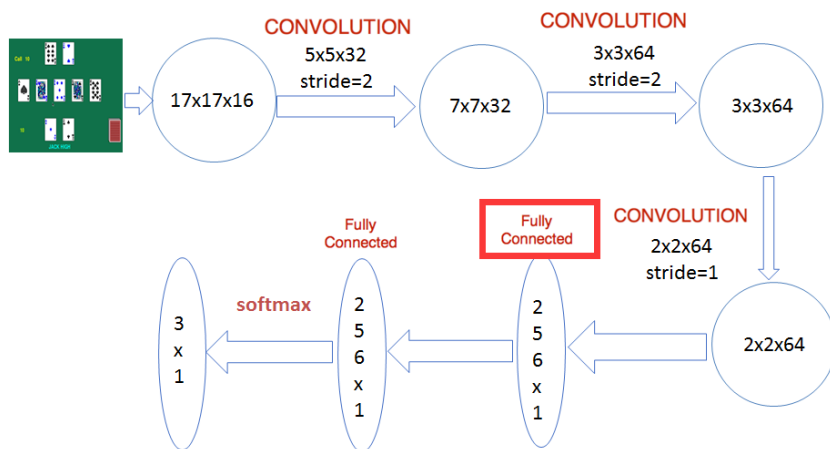 Call 10
10
JACK HIGH
17x17x16
CONVOLUTION
5x5x32
stride=2
7x7x32
CONVOLUTION
3x3x64
stride=2
3x3x64
CONVOLUTION
2x2x64
stride=1
2x2x64
Fully
Connected
2
5
6
x
1
Fully
Connected
2
5
6
x
1
softmax
3
x
1